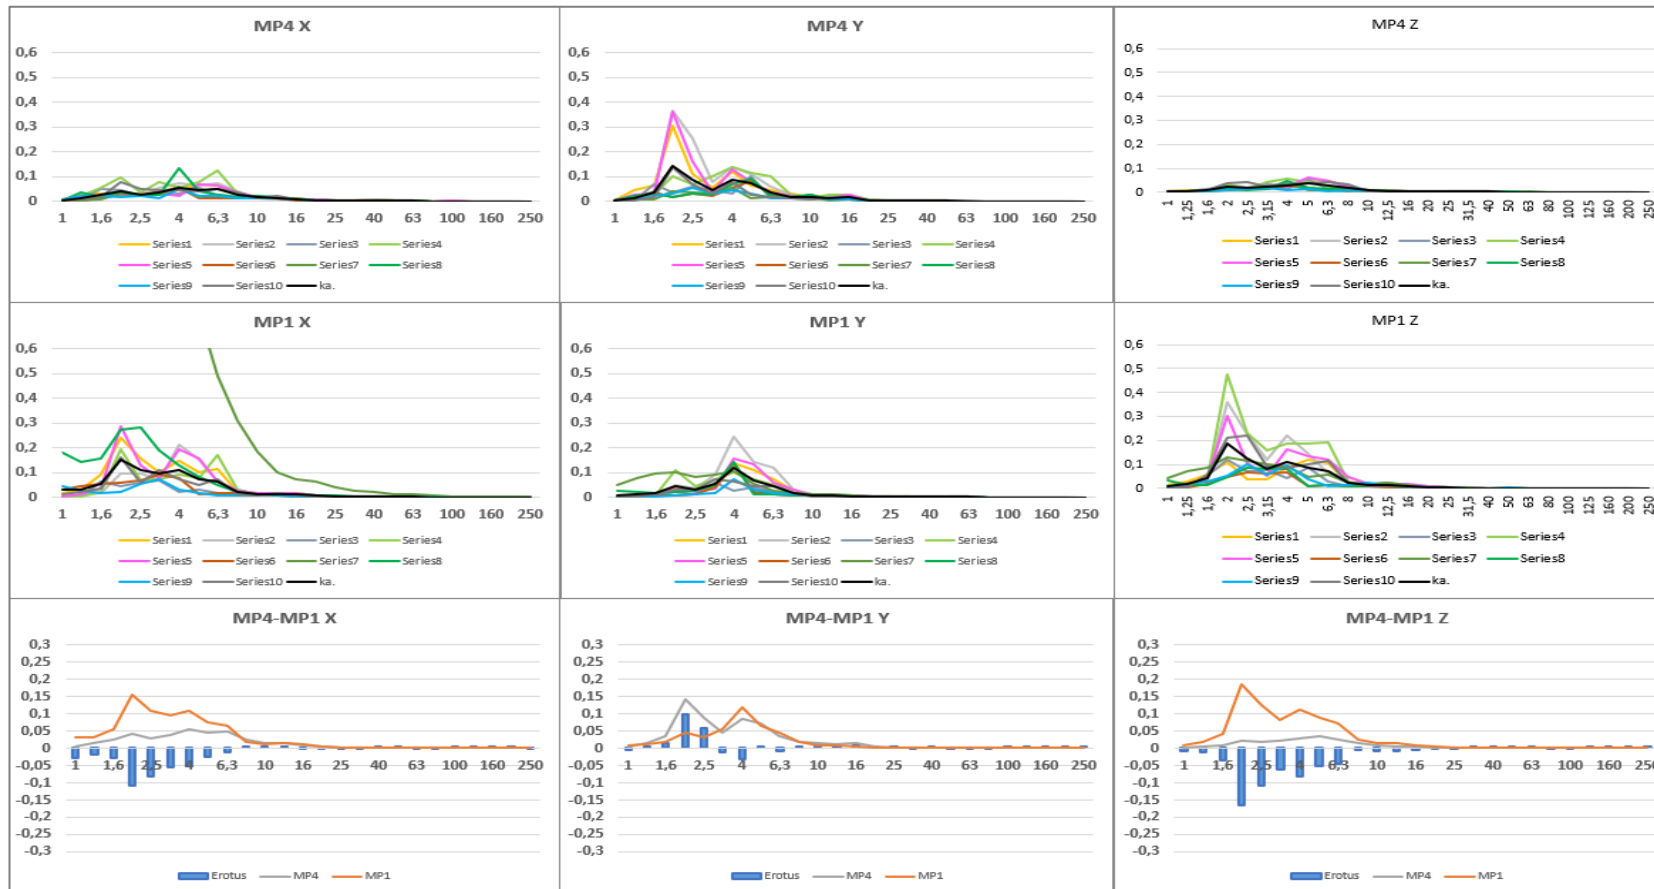 MP4 X
0,6
0,5
0,4
0,3
0,2
0,1
0
1 1,6 2,5 4 6,3 10 16 25 40 63 100 160 250
Series1 Series2 Series3 Series4
Series5 Series6 Series7 Series8
Series9 Series10 ka.
MP4 Y
0,6
0,5
0,4
0,3
0,2
0,1
0
1 1,6 2,5 4 6,3 10 16 25 40 63 100 160 250
Series1 Series2 Series3 Series4
Series5 Series6 Series7 Series8
Series9 Series10 ka.
MP4 Z
0,6
0,5
0,4
0,3
0,2
0,1
0
1 1,25 1,6 2 2,5 3,15 4 5 6,3 8 10 12,5 16 20 25 31,5 40 50 63 80 100 125 160 200 250
Series1 Series2 Series3 Series4
Series5 Series6 Series7 Series8
Series9 Series10 ka.
MP1 X
0,6
0,5
0,4
0,3
0,2
0,1
0
1 1,6 2,5 4 6,3 10 16 25 40 63 100 160 250
Series1 Series2 Series3 Series4
Series5 Series6 Series7 Series8
Series9 Series10 ka.
MP1 Y
0,6
0,5
0,4
0,3
0,2
0,1
0
1 1,6 2,5 4 6,3 10 16 25 40 63 100 160 250
Series1 Series2 Series3 Series4
Series5 Series6 Series7 Series8
Series9 Series10 ka.
MP1 Z
0,6
0,5
0,4
0,3
0,2
0,1
0
1 1,25 1,6 2 2,5 3,15 4 5 6,3 8 10 12,5 16 20 25 31,5 40 50 63 80 100 125 160 200 250
Series1 Series2 Series3 Series4
Series5 Series6 Series7 Series8
Series9 Series10 ka.
MP4-MP1 X
0,3
0,25
0,2
0,15
0,1
0,05
0
-0,05
-0,1
-0,15
-0,2
-0,25
-0,3
1 1,6 2,5 4 6,3 10 16 25 40 63 100 160 250
Erotus MP4 MP1
MP4-MP1 Y
0,3
0,25
0,2
0,15
0,1
0,05
0
-0,05
-0,1
-0,15
-0,2
-0,25
-0,3
1 1,6 2,5 4 6,3 10 16 25 40 63 100 160 250
Erotus MP4 MP1
MP4-MP1 Z
0,3
0,25
0,2
0,15
0,1
0,05
0
-0,05
-0,1
-0,15
-0,2
-0,25
-0,3
1 1,6 2,5 4 6,3 10 16 25 40 63 100 160 250
Erotus MP4 MP1